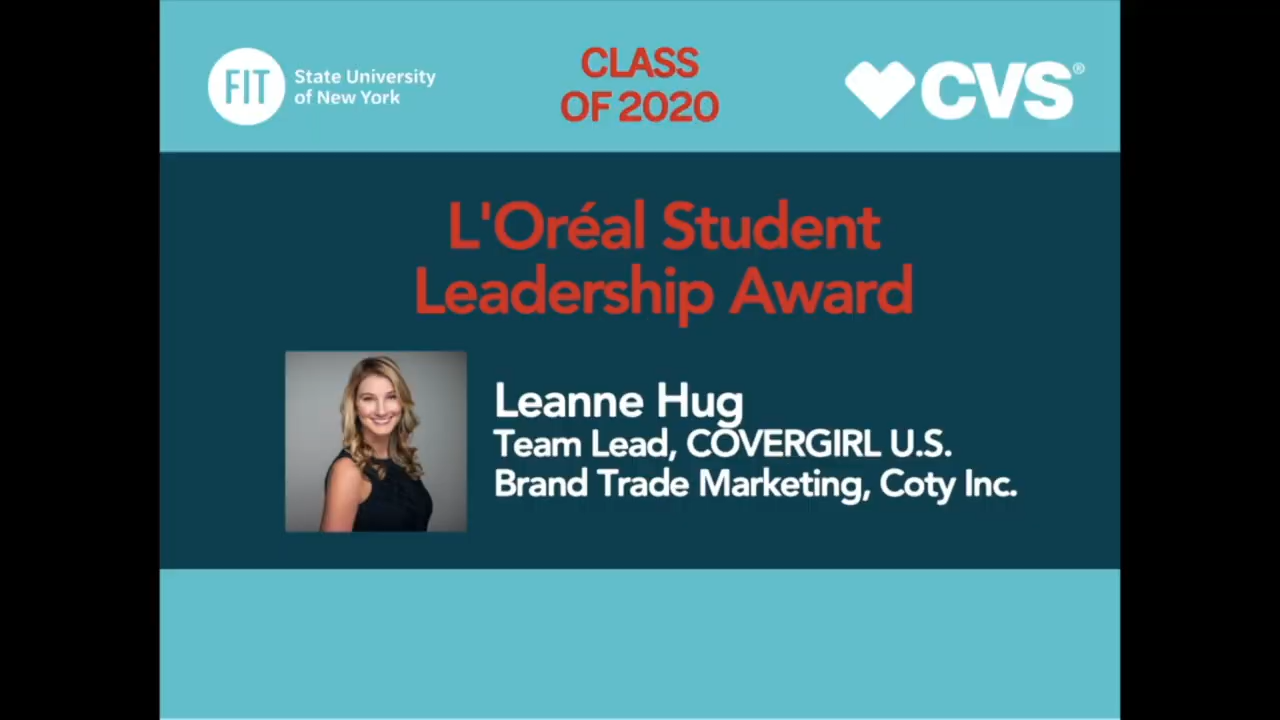 FIT
State University
of New York
CLASS
OF 2020
CVS®
L'Oréal Student
Leadership Award
Leanne Hug
Team Lead, COVERGIRL U.S.
Brand Trade Marketing, Coty Inc.